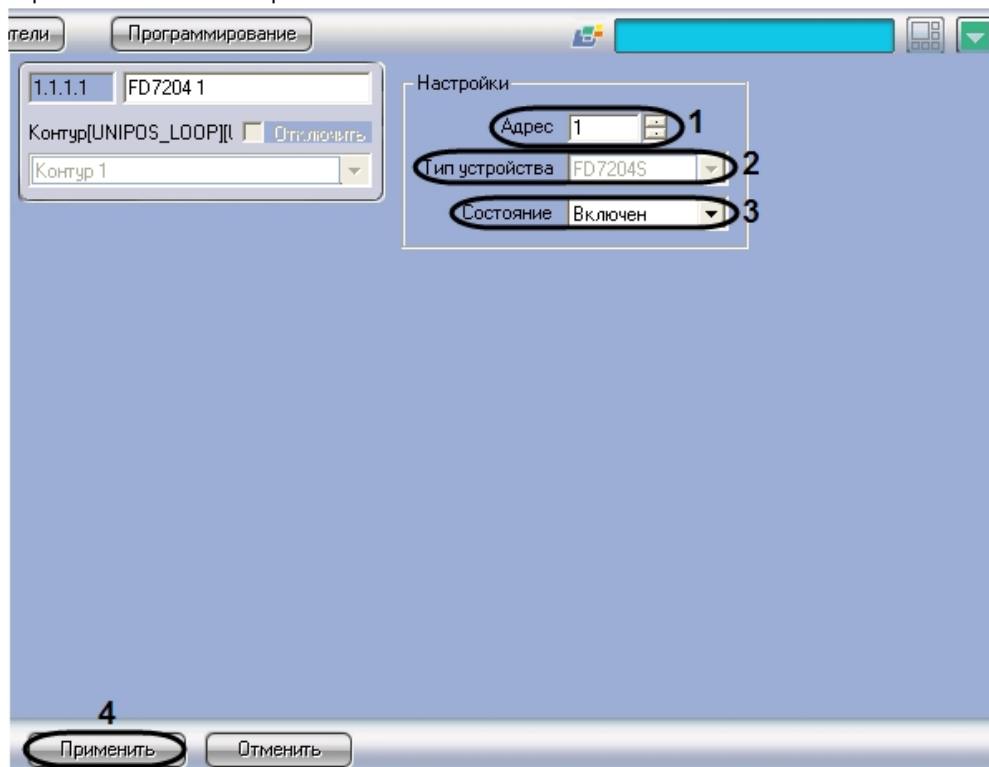 тели Программирование
1.1.1.1 FD7204 1
Контур[UNIPOS_LOOP][ Отключить
Контур 1
Настройки
Адрес 1 1
Тип устройства FD7204S 2
Состояние Включен 3
4
Применить Отменить